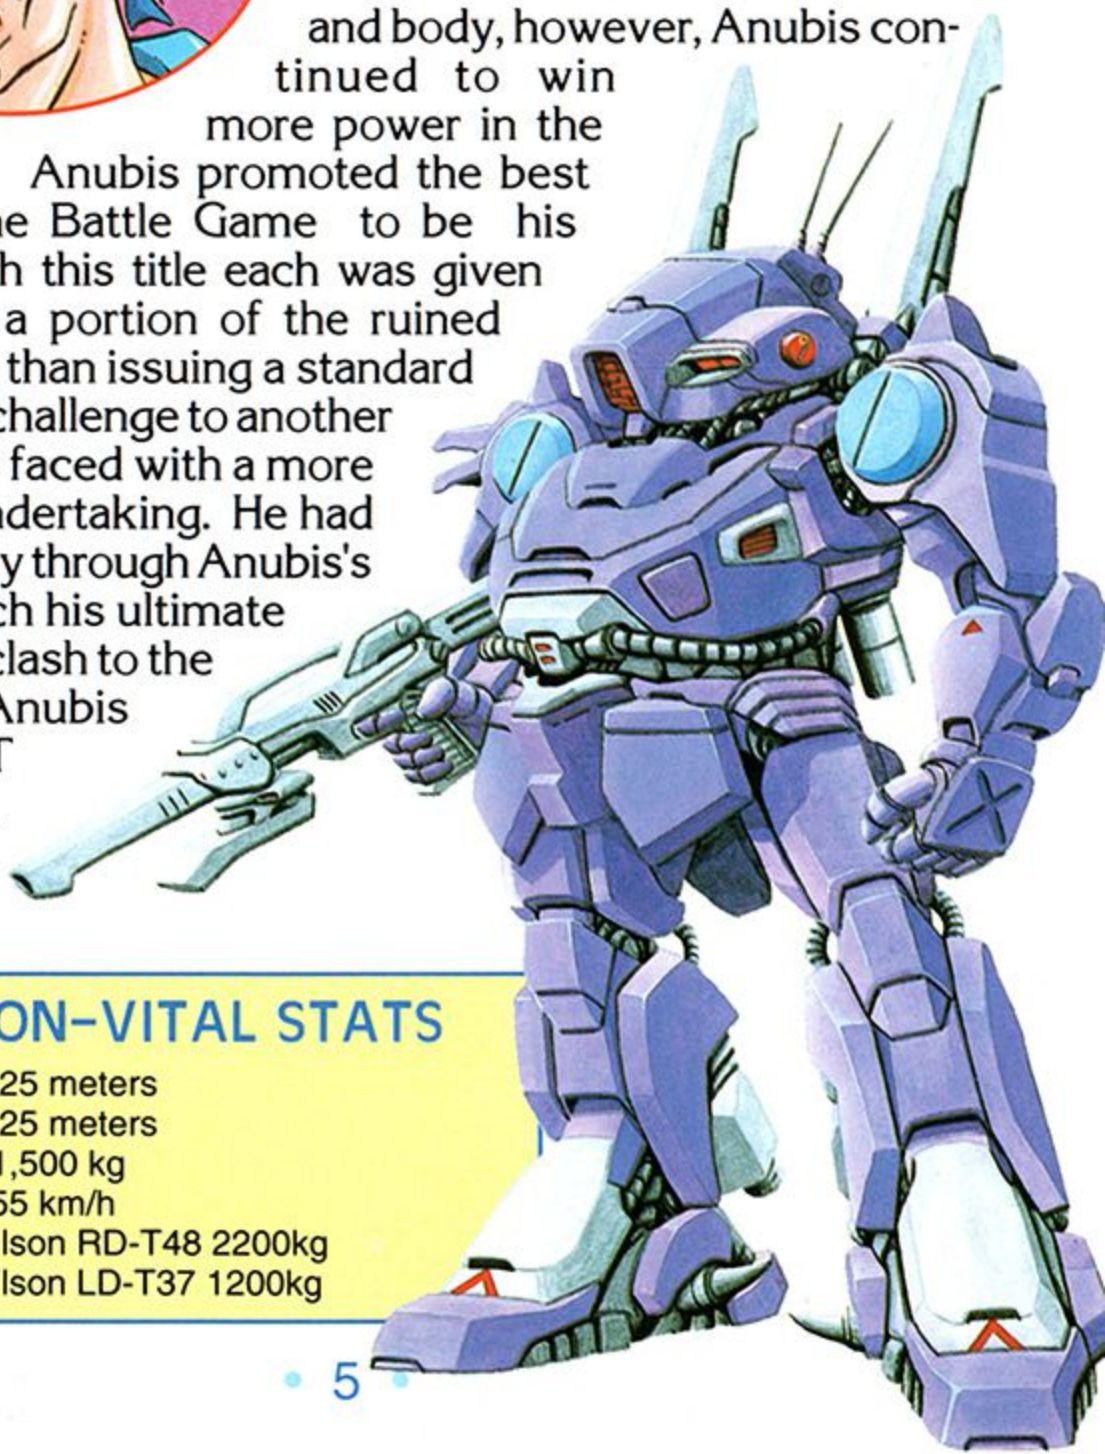 and body, however, Anubis con-
tinued to win
more power in the
Anubis promoted the best
e Battle Game to be his
h this title each was given
a portion of the ruined
than issuing a standard
challenge to another
faced with a more
ndertaking. He had
y through Anubis's
ch his ultimate
clash to the
Anubis
T
ON-VITAL STATS
25 meters
25 meters
1,500 kg
55 km/h
lson RD-T48 2200kg
lson LD-T37 1200kg
• 5 •